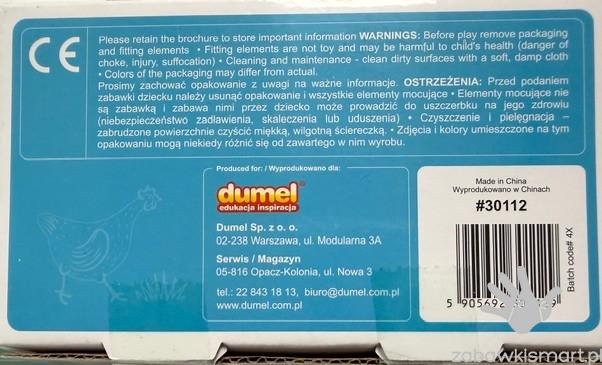 CE
Please retain the brochure to store important information WARNINGS: Before play remove packaging
and fitting elements • Fitting elements are not toy and may be harmful to child's health (danger of
choke, injury, suffocation) • Cleaning and maintenance - clean dirty surfaces with a soft, damp cloth
• Colors of the packaging may differ from actual.
Prosimy zachować opakowanie z uwagi na ważne informacje. OSTRZEŻENIA: Przed podaniem
zabawki dziecku należy usunąć opakowanie i wszystkie elementy mocujące • Elementy mocujące nie
są zabawką i zabawa nimi przez dziecko może prowadzić do uszczerbku na jego zdrowiu
(niebezpieczeństwo zadławienia, skaleczenia lub uduszenia) • Czyszczenie i pielęgnacja –
zabrudzone powierzchnie czyścić miękką, wilgotną ściereczką. • Zdjęcia i kolory umieszczone na tym
opakowaniu mogą niekiedy różnić się od zawartego w nim wyrobu.
Produced for: / Wyprodukowano dla:
dumel®
edukacja inspiracja
Dumel Sp. z o. o.
02-238 Warszawa, ul. Modularna 3A
Serwis / Magazyn
05-816 Opacz-Kolonia, ul. Nowa 3
tel.: 22 843 18 13, biuro@dumel.com.pl
www.dumel.com.pl
Made in China
Wyprodukowano w Chinach
#30112
Batch code# 4X
5 905692
zabawkismart.pl